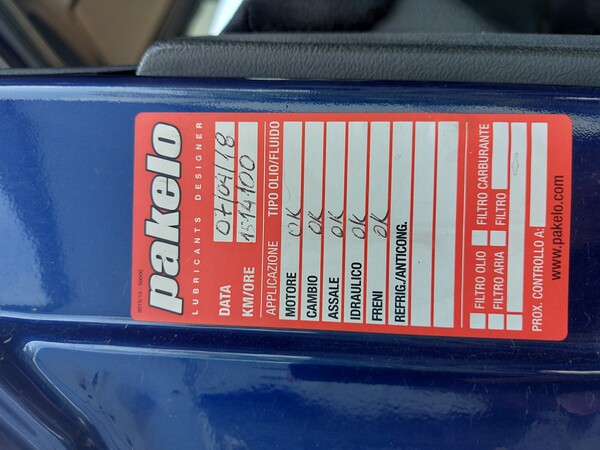 pakelo
LUBRICANTS DESIGNER
DATA 07/04/18
KM/ORE
APPLICAZIONE TIPO OLIO/FLUIDO
MOTORE OK
CAMBIO OK
ASSALE OK
IDRAULICO OK
FRENI OK
REFRIG./ANTICONG.
FILTRO OLIO FILTRO CARBURANTE
FILTRO ARIA FILTRO
PROX. CONTROLLO A:
www.pakelo.com